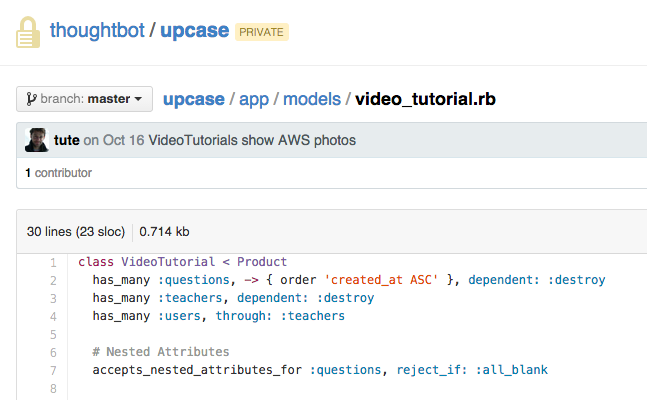 thoughtbot / upcase PRIVATE
branch: master upcase / app / models / video_tutorial.rb
tute on Oct 16 VideoTutorials show AWS photos
1 contributor
30 lines (23 sloc) 0.714 kb
1 class VideoTutorial < Product
2 has_many :questions, -> { order 'created_at ASC' }, dependent: :destroy
3 has_many :teachers, dependent: :destroy
4 has_many :users, through: :teachers
5
6 # Nested Attributes
7 accepts_nested_attributes_for :questions, reject_if: :all_blank
8